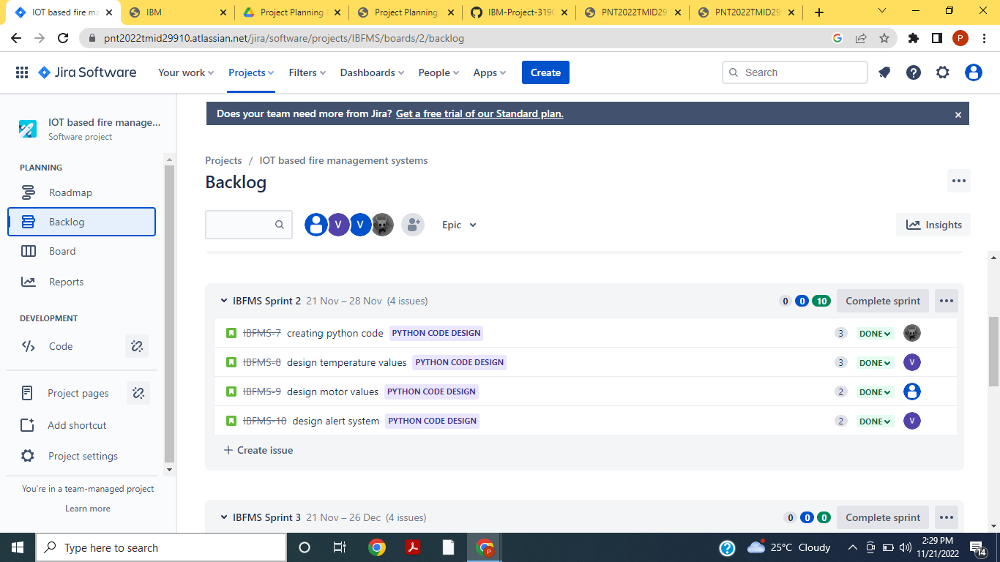 IOT based fire ma
IBM
Project Planning
Project Planning
IBM-Project-3190
PNT2022TMID29
PNT2022TMID29
pnt2022tmid29910.atlassian.net/jira/software/projects/IBFMS/boards/2/backlog
G
P
Jira Software
Your work
Projects
Filters
Dashboards
People
Apps
Create
Search
IOT based fire manage...
Software project
PLANNING
Roadmap
Backlog
Board
Reports
DEVELOPMENT
Code
Project pages
Add shortcut
Project settings
You're in a team-managed project
Learn more
Does your team need more from Jira? Get a free trial of our Standard plan.
Projects / IOT based fire management systems
Backlog
V V
Epic
Insights
IBFMS Sprint 2 21 Nov – 28 Nov (4 issues) 0 0 10 Complete sprint
IBFMS-7 creating python code PYTHON CODE DESIGN 3 DONE
IBFMS-8 design temperature values PYTHON CODE DESIGN 3 DONE V
IBFMS-9 design motor values PYTHON CODE DESIGN 2 DONE
IBFMS-10 design alert system PYTHON CODE DESIGN 2 DONE V
+ Create issue
IBFMS Sprint 3 21 Nov – 26 Dec (4 issues) 0 0 0 Complete sprint
Type here to search
P
25°C Cloudy
2:29 PM
11/21/2022
14